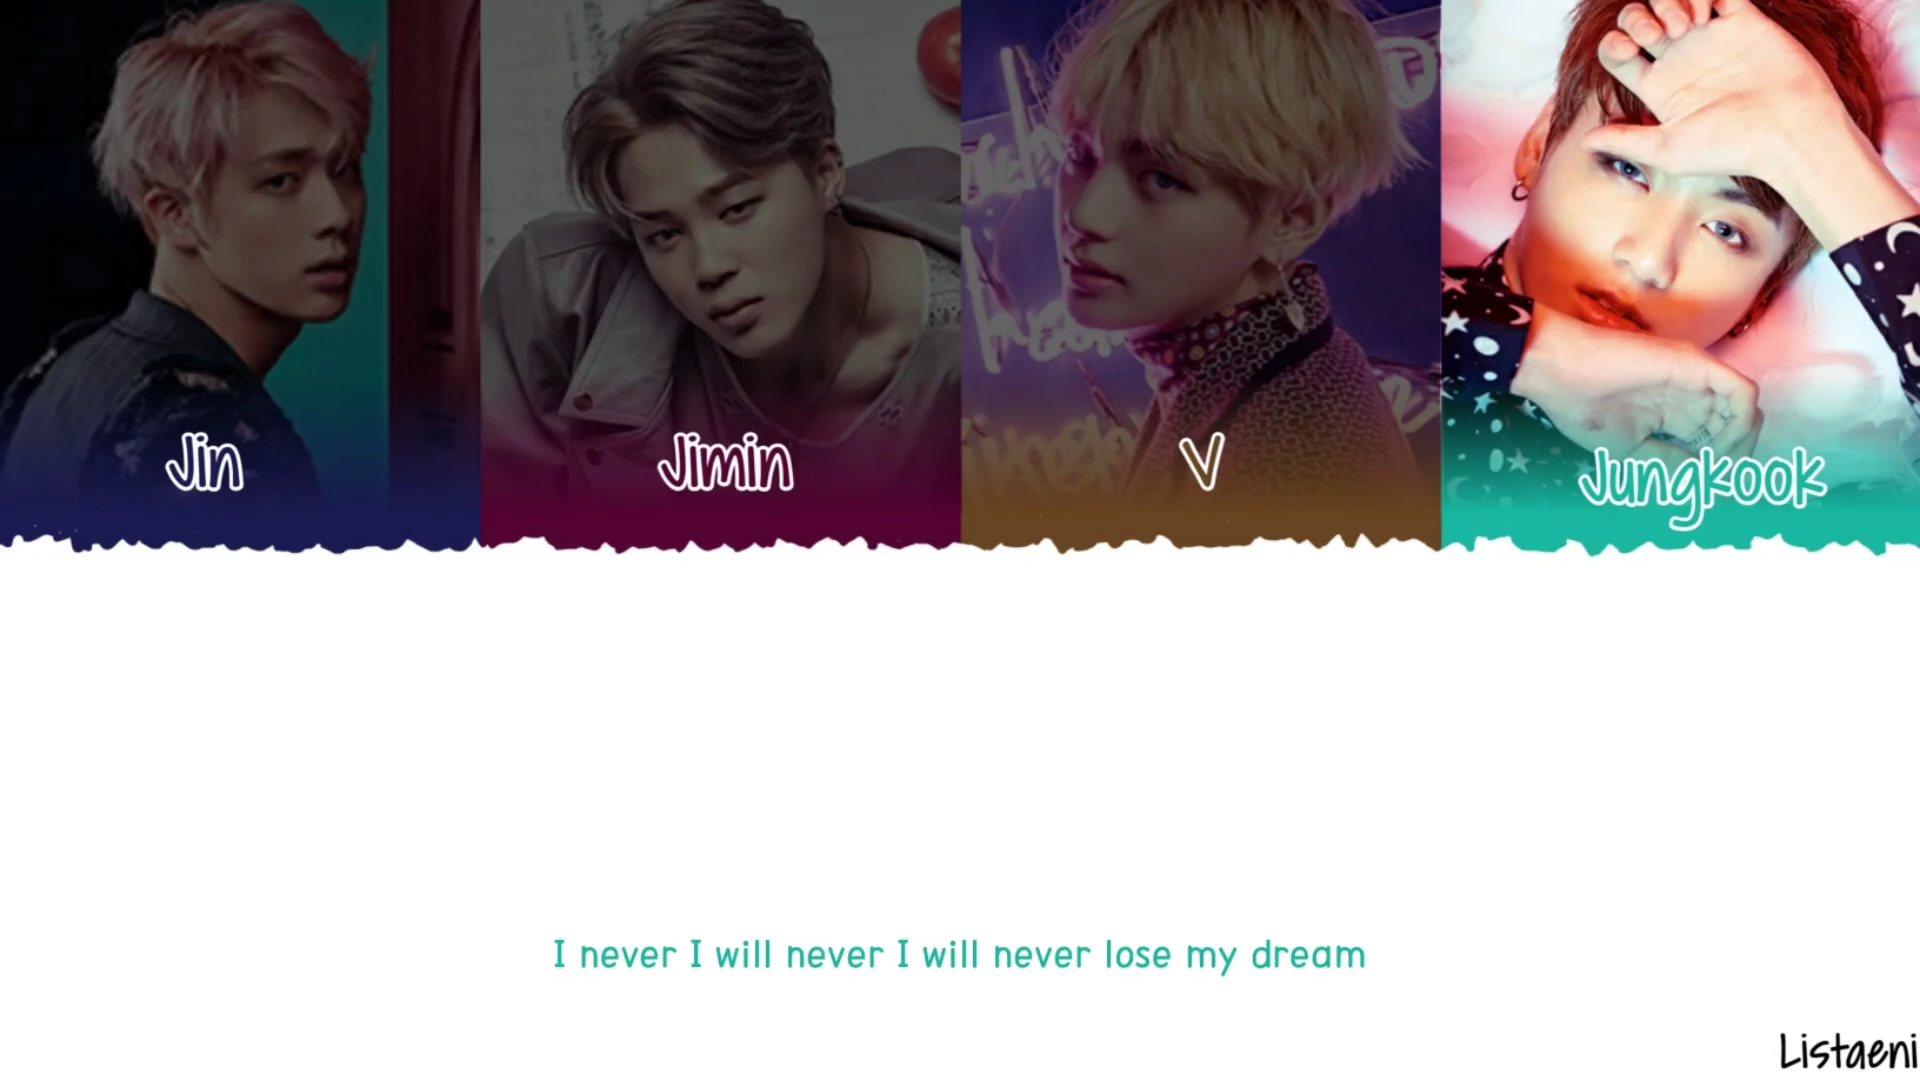 Jin
Jimin
V
Jungkook
I never I will never I will never lose my dream
Listaeni